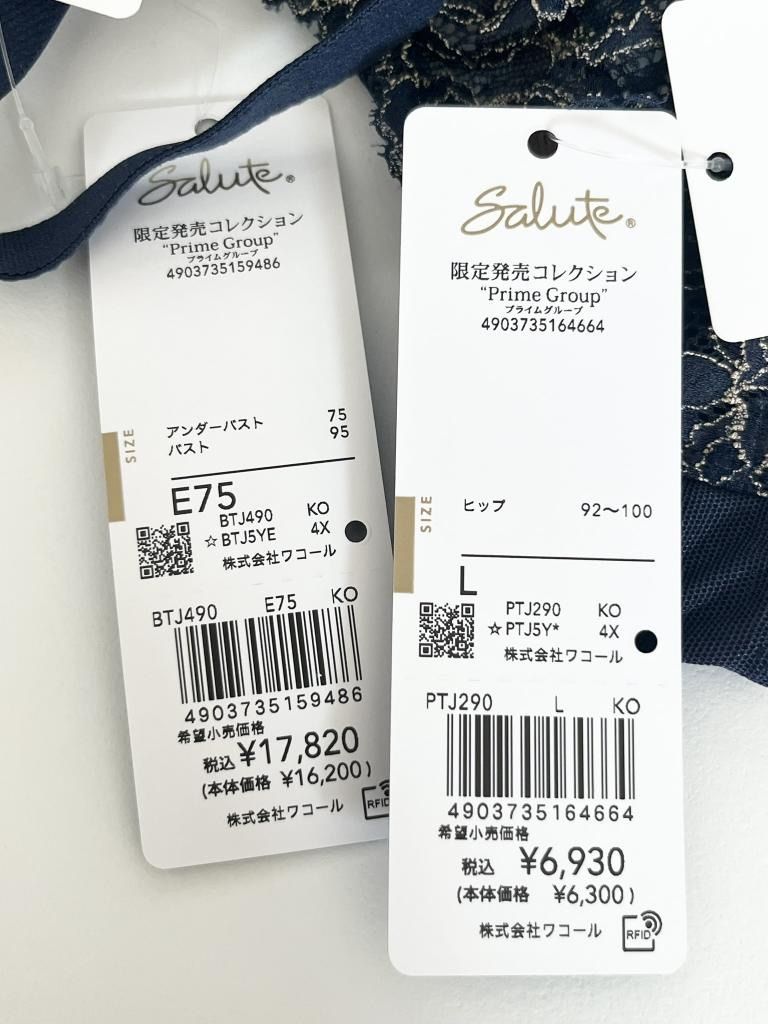 Salute®
限定発売コレクション
“Prime Group”
プライムグループ
4903735159486
SIZE
アンダーバスト 75
バスト 95
E75
BTJ490 KO
☆BTJ5YE 4X
株式会社ワコール
BTJ490 E75 KO
4903735159486
希望小売価格
税込 ¥17,820
(本体価格 ¥16,200)
株式会社ワコール
RFID
Salute®
限定発売コレクション
“Prime Group”
プライムグループ
4903735164664
SIZE
ヒップ 92〜100
L
PTJ290 KO
☆PTJ5Y* 4X
株式会社ワコール
PTJ290 L KO
4903735164664
希望小売価格
税込 ¥6,930
(本体価格 ¥6,300)
株式会社ワコール
RFID